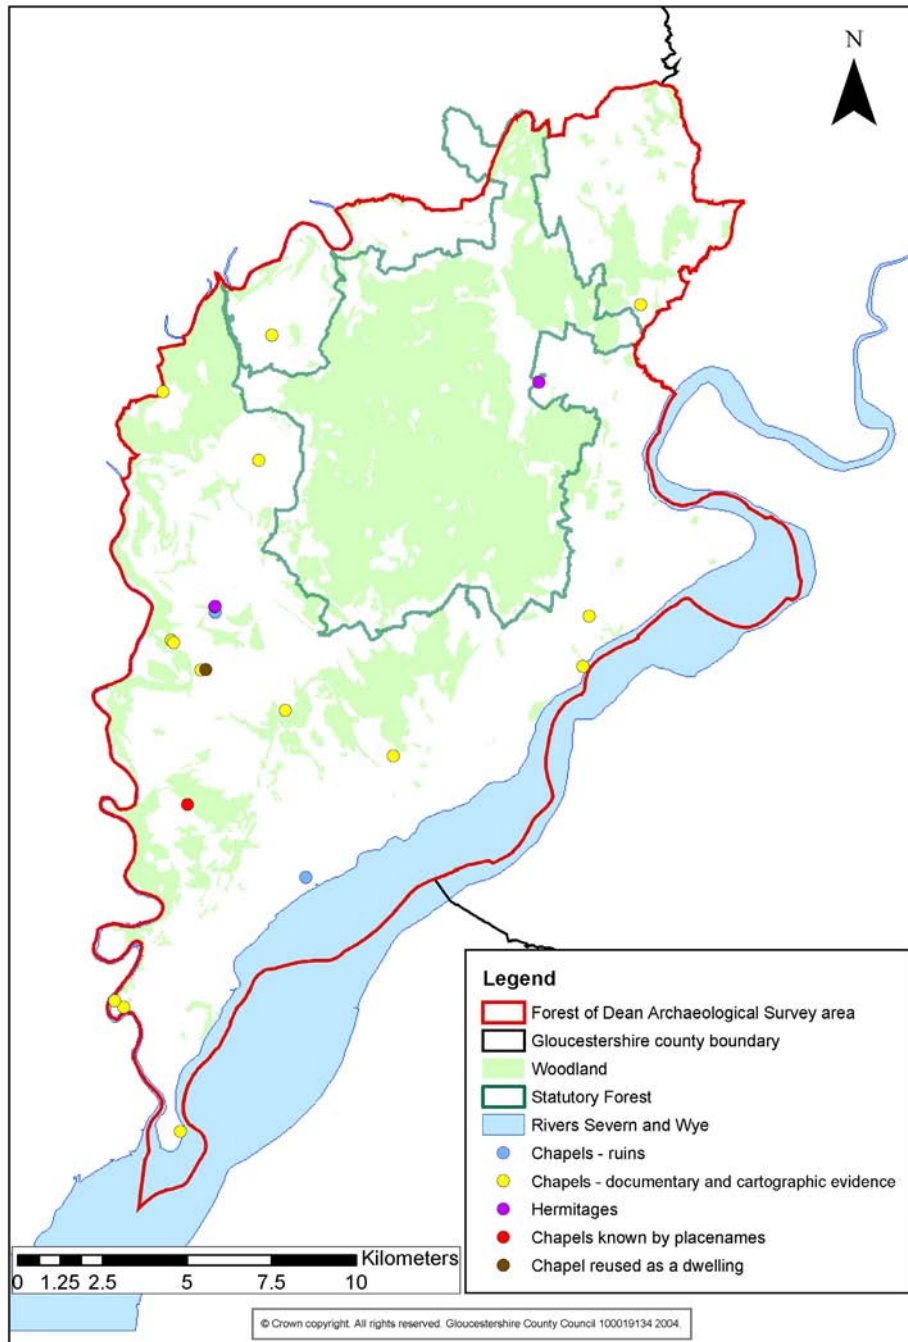 N
Legend
Forest of Dean Archaeological Survey area
Gloucestershire county boundary
Woodland
Statutory Forest
Rivers Severn and Wye
Chapels - ruins
Chapels - documentary and cartographic evidence
Hermitages
Chapels known by placenames
Chapel reused as a dwelling
Kilometers
0 1.25 2.5 5 7.5 10
© Crown copyright. All rights reserved. Gloucestershire County Council 100019134 2004.